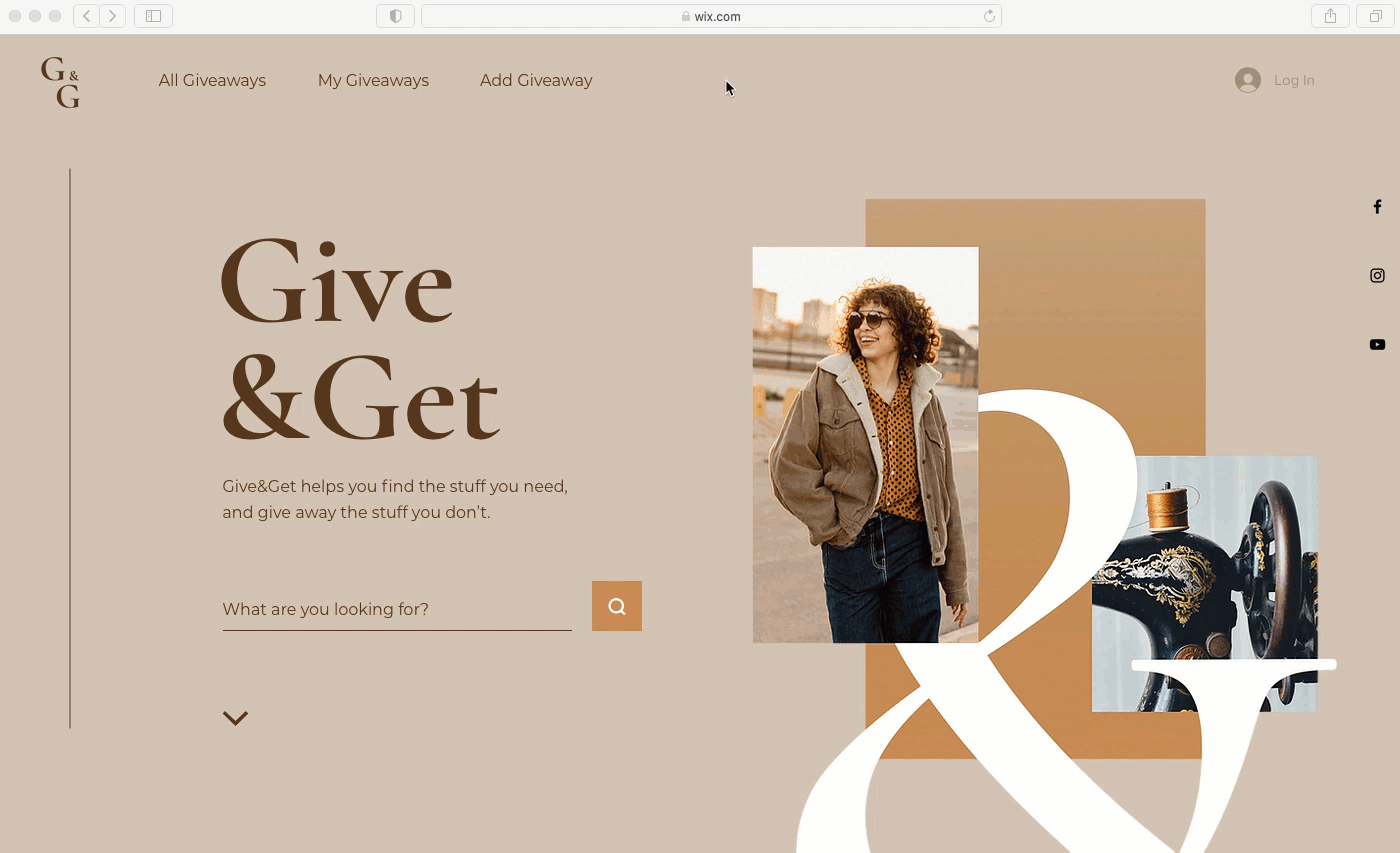 wix.com
G &
G
All Giveaways
My Giveaways
Add Giveaway
Log In
Give
&Get
Give&Get helps you find the stuff you need,
and give away the stuff you don't.
What are you looking for?
&